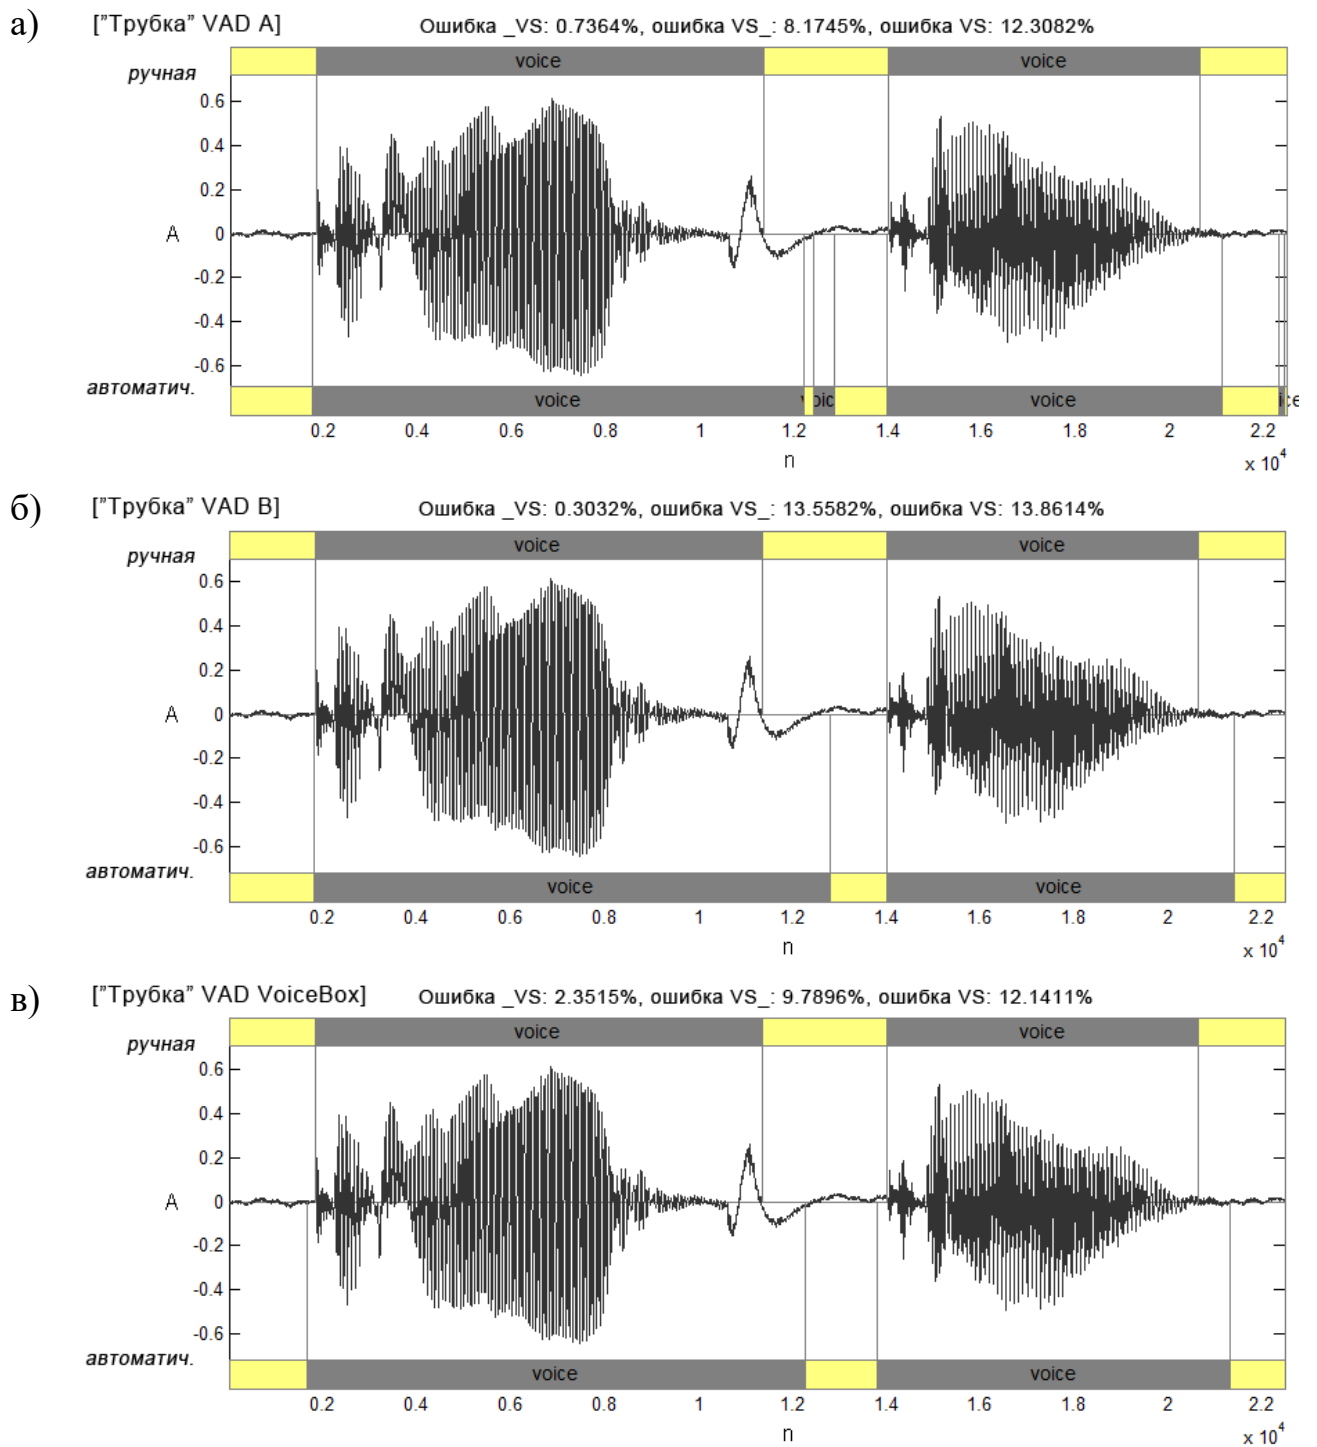 а) ["Трубка" VAD A] Ошибка _VS: 0.7364%, ошибка VS_: 8.1745%, ошибка VS: 12.3082%
voice voice
ручная
0.6
0.4
0.2
A 0
-0.2
-0.4
-0.6
автоматич.
voice voic voice ice
0.2 0.4 0.6 0.8 1 1.2 1.4 1.6 1.8 2 2.2
n
x 10^4
б) ["Трубка" VAD B] Ошибка _VS: 0.3032%, ошибка VS_: 13.5582%, ошибка VS: 13.8614%
voice voice
ручная
0.6
0.4
0.2
A 0
-0.2
-0.4
-0.6
автоматич.
voice voice
0.2 0.4 0.6 0.8 1 1.2 1.4 1.6 1.8 2 2.2
n
x 10^4
в) ["Трубка" VAD VoiceBox] Ошибка _VS: 2.3515%, ошибка VS_: 9.7896%, ошибка VS: 12.1411%
voice voice
ручная
0.6
0.4
0.2
A 0
-0.2
-0.4
-0.6
автоматич.
voice voice
0.2 0.4 0.6 0.8 1 1.2 1.4 1.6 1.8 2 2.2
n
x 10^4